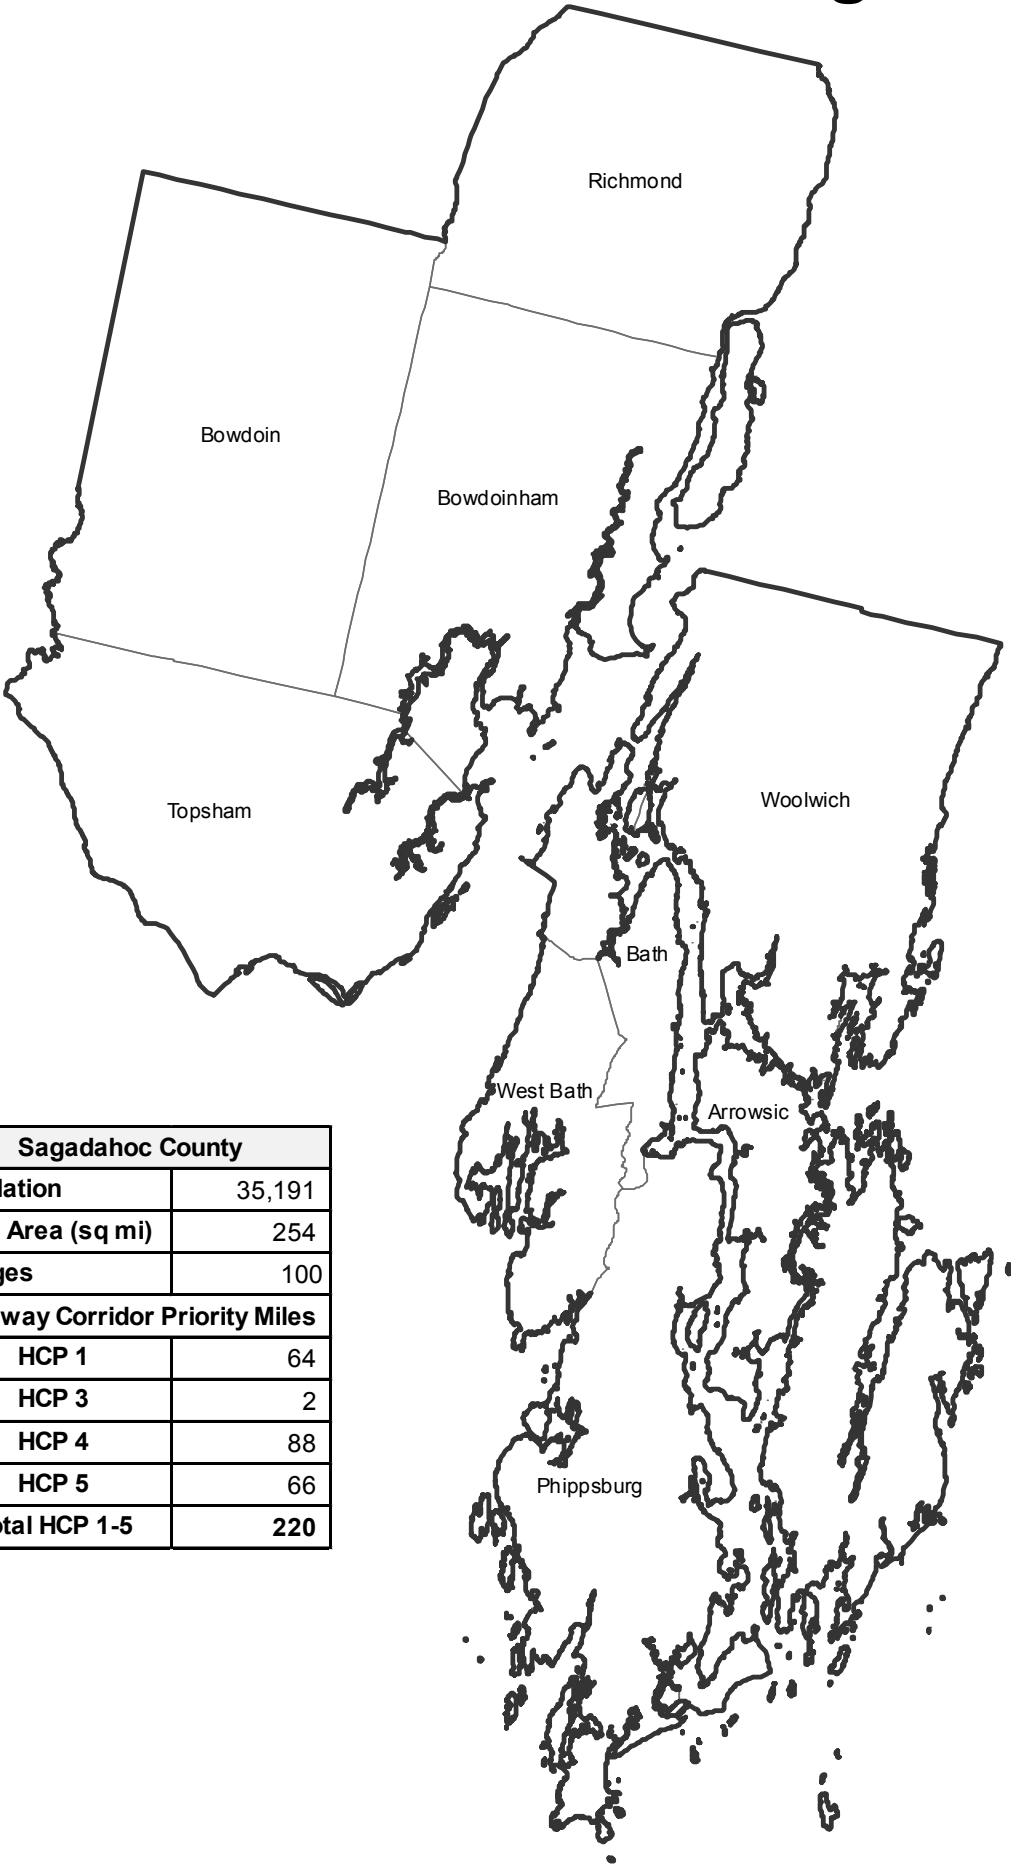 Richmond
Bowdoin
Bowdoinham
Woolwich
Topsham
Bath
West Bath
Arrowsic
Phippsburg
Sagadahoc County
lation 35,191
Area (sq mi) 254
ges 100
way Corridor Priority Miles
HCP 1 64
HCP 3 2
HCP 4 88
HCP 5 66
otal HCP 1-5 220